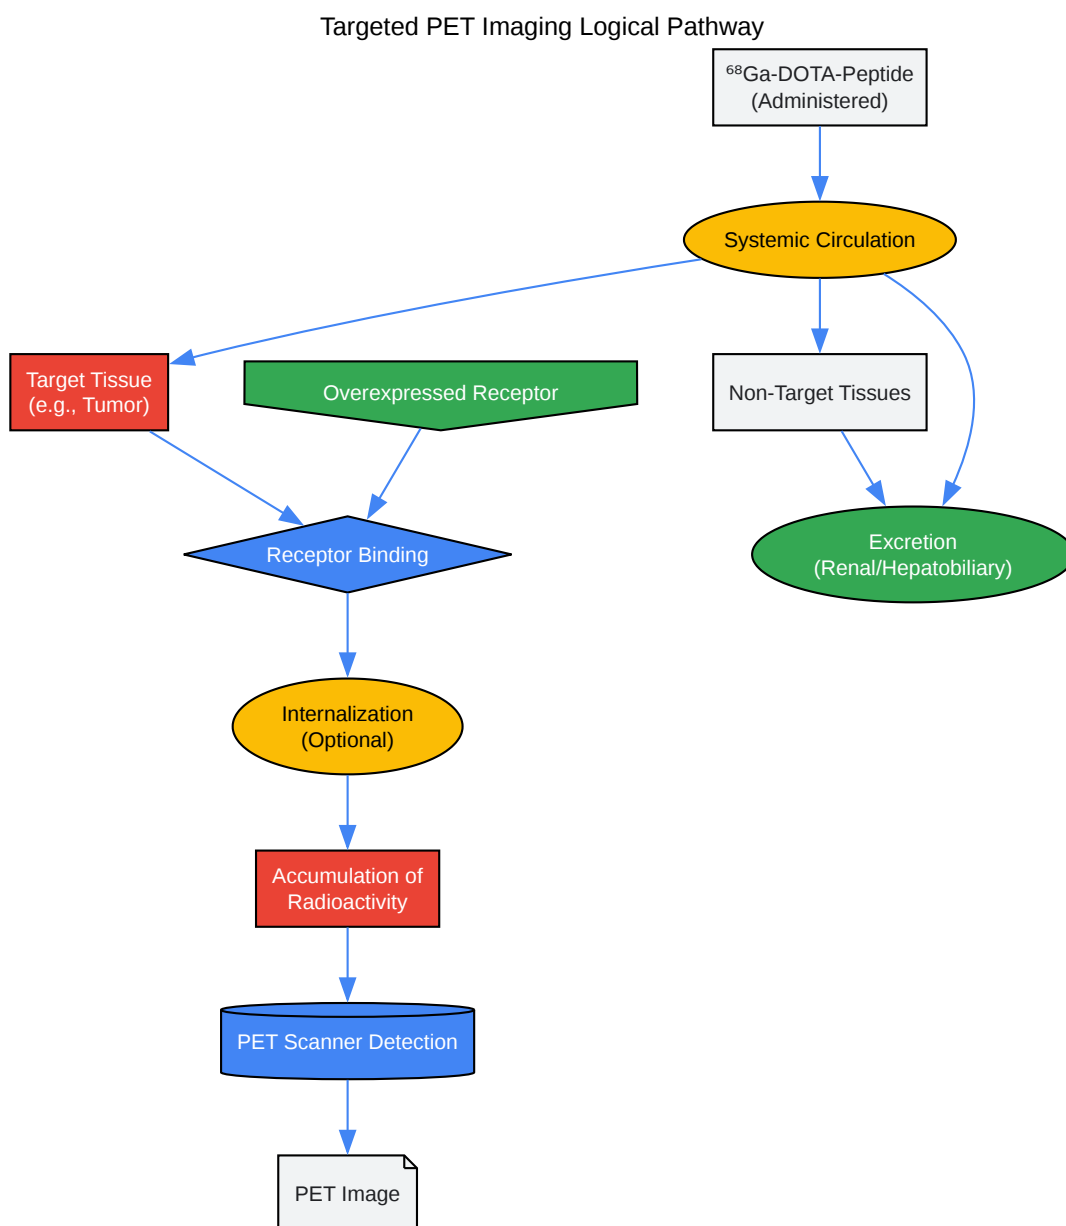 Targeted PET Imaging Logical Pathway
⁶⁸Ga-DOTA-Peptide
(Administered)
Systemic Circulation
Target Tissue
(e.g., Tumor)
Overexpressed Receptor
Non-Target Tissues
Receptor Binding
Excretion
(Renal/Hepatobiliary)
Internalization
(Optional)
Accumulation of
Radioactivity
PET Scanner Detection
PET Image